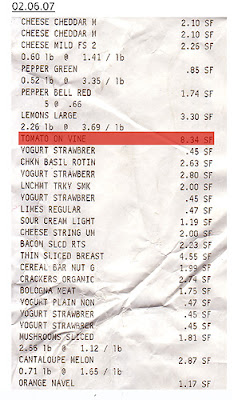 02.06.07
CHEESE CHEDDAR M 2.10 SF
CHEESE CHEDDAR M 2.10 SF
CHEESE MILD FS 2 2.25 SF
0.60 lb @ 1.41 / lb
PEPPER GREEN .85 SF
0.52 lb @ 3.35 / lb
PEPPER BELL RED 1.74 SF
5 @ .66
LEMONS LARGE 3.30 SF
2.26 lb @ 3.69 / lb
TOMATO ON VINE 8.34 SF
YOGURT STRAWBRER .45 SF
CHKN BASIL ROTIN 2.63 SF
YOGURT STRAWBERR 2.80 SF
LNCHMT TRKY SMK 2.00 SF
YOGURT STRAWBRER .45 SF
LIMES REGULAR .47 SF
SOUR CREAM LIGHT 1.19 SF
CHEESE STRING UM 2.00 SF
BACON SLCD RTS 2.23 SF
THIN SLICED BREAST 4.55 SF
CEREAL BAR NUT G 1.99 SF
CRACKERS ORGANIC 2.74 SF
BOLOGNA MEAT 1.75 SF
YOGURT PLAIN NON .47 SF
YOGURT STRAWBRER .45 SF
YOGURT STRAWBRER .45 SF
MUSHROOMS SLICED 1.81 SF
2.56 lb @ 1.12 / lb
CANTALOUPE MELON 2.87 SF
0.71 lb @ 1.65 / lb
ORANGE NAVEL 1.17 SF